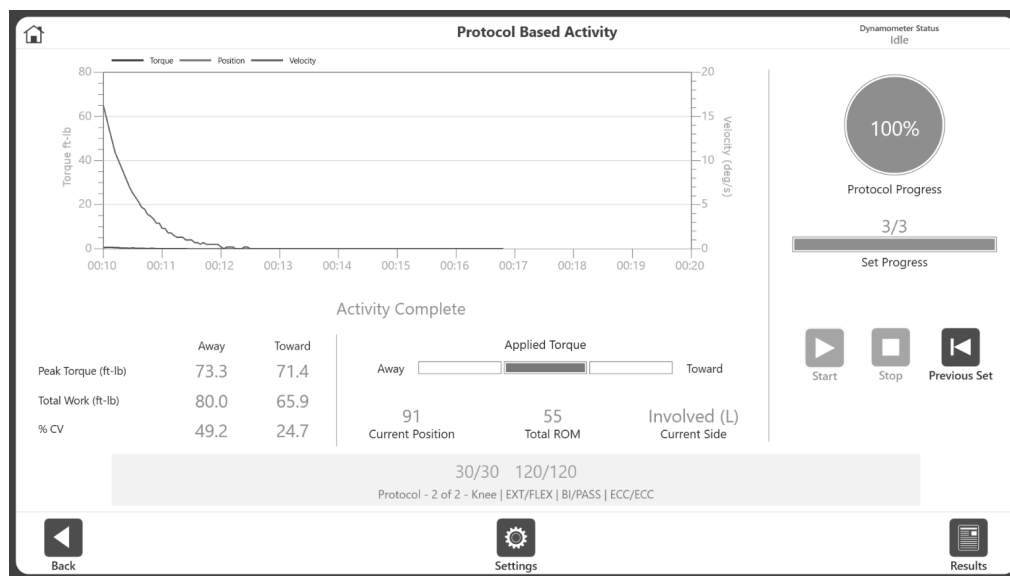 Protocol Based Activity
Dynamometer Status
Idle
Torque Position Velocity
80
60
40
20
0
Torque ft-lb
20
15
10
5
0
Velocity (deg/s)
00:10 00:11 00:12 00:13 00:14 00:15 00:16 00:17 00:18 00:19 00:20
100%
Protocol Progress
3/3
Set Progress
Activity Complete
Away Toward
Peak Torque (ft-lb) 73.3 71.4
Total Work (ft-lb) 80.0 65.9
% CV 49.2 24.7
Applied Torque
Away Toward
91 55 Involved (L)
Current Position Total ROM Current Side
Start Stop Previous Set
30/30 120/120
Protocol - 2 of 2 - Knee | EXT/FLEX | BI/PASS | ECC/ECC
Back Settings Results